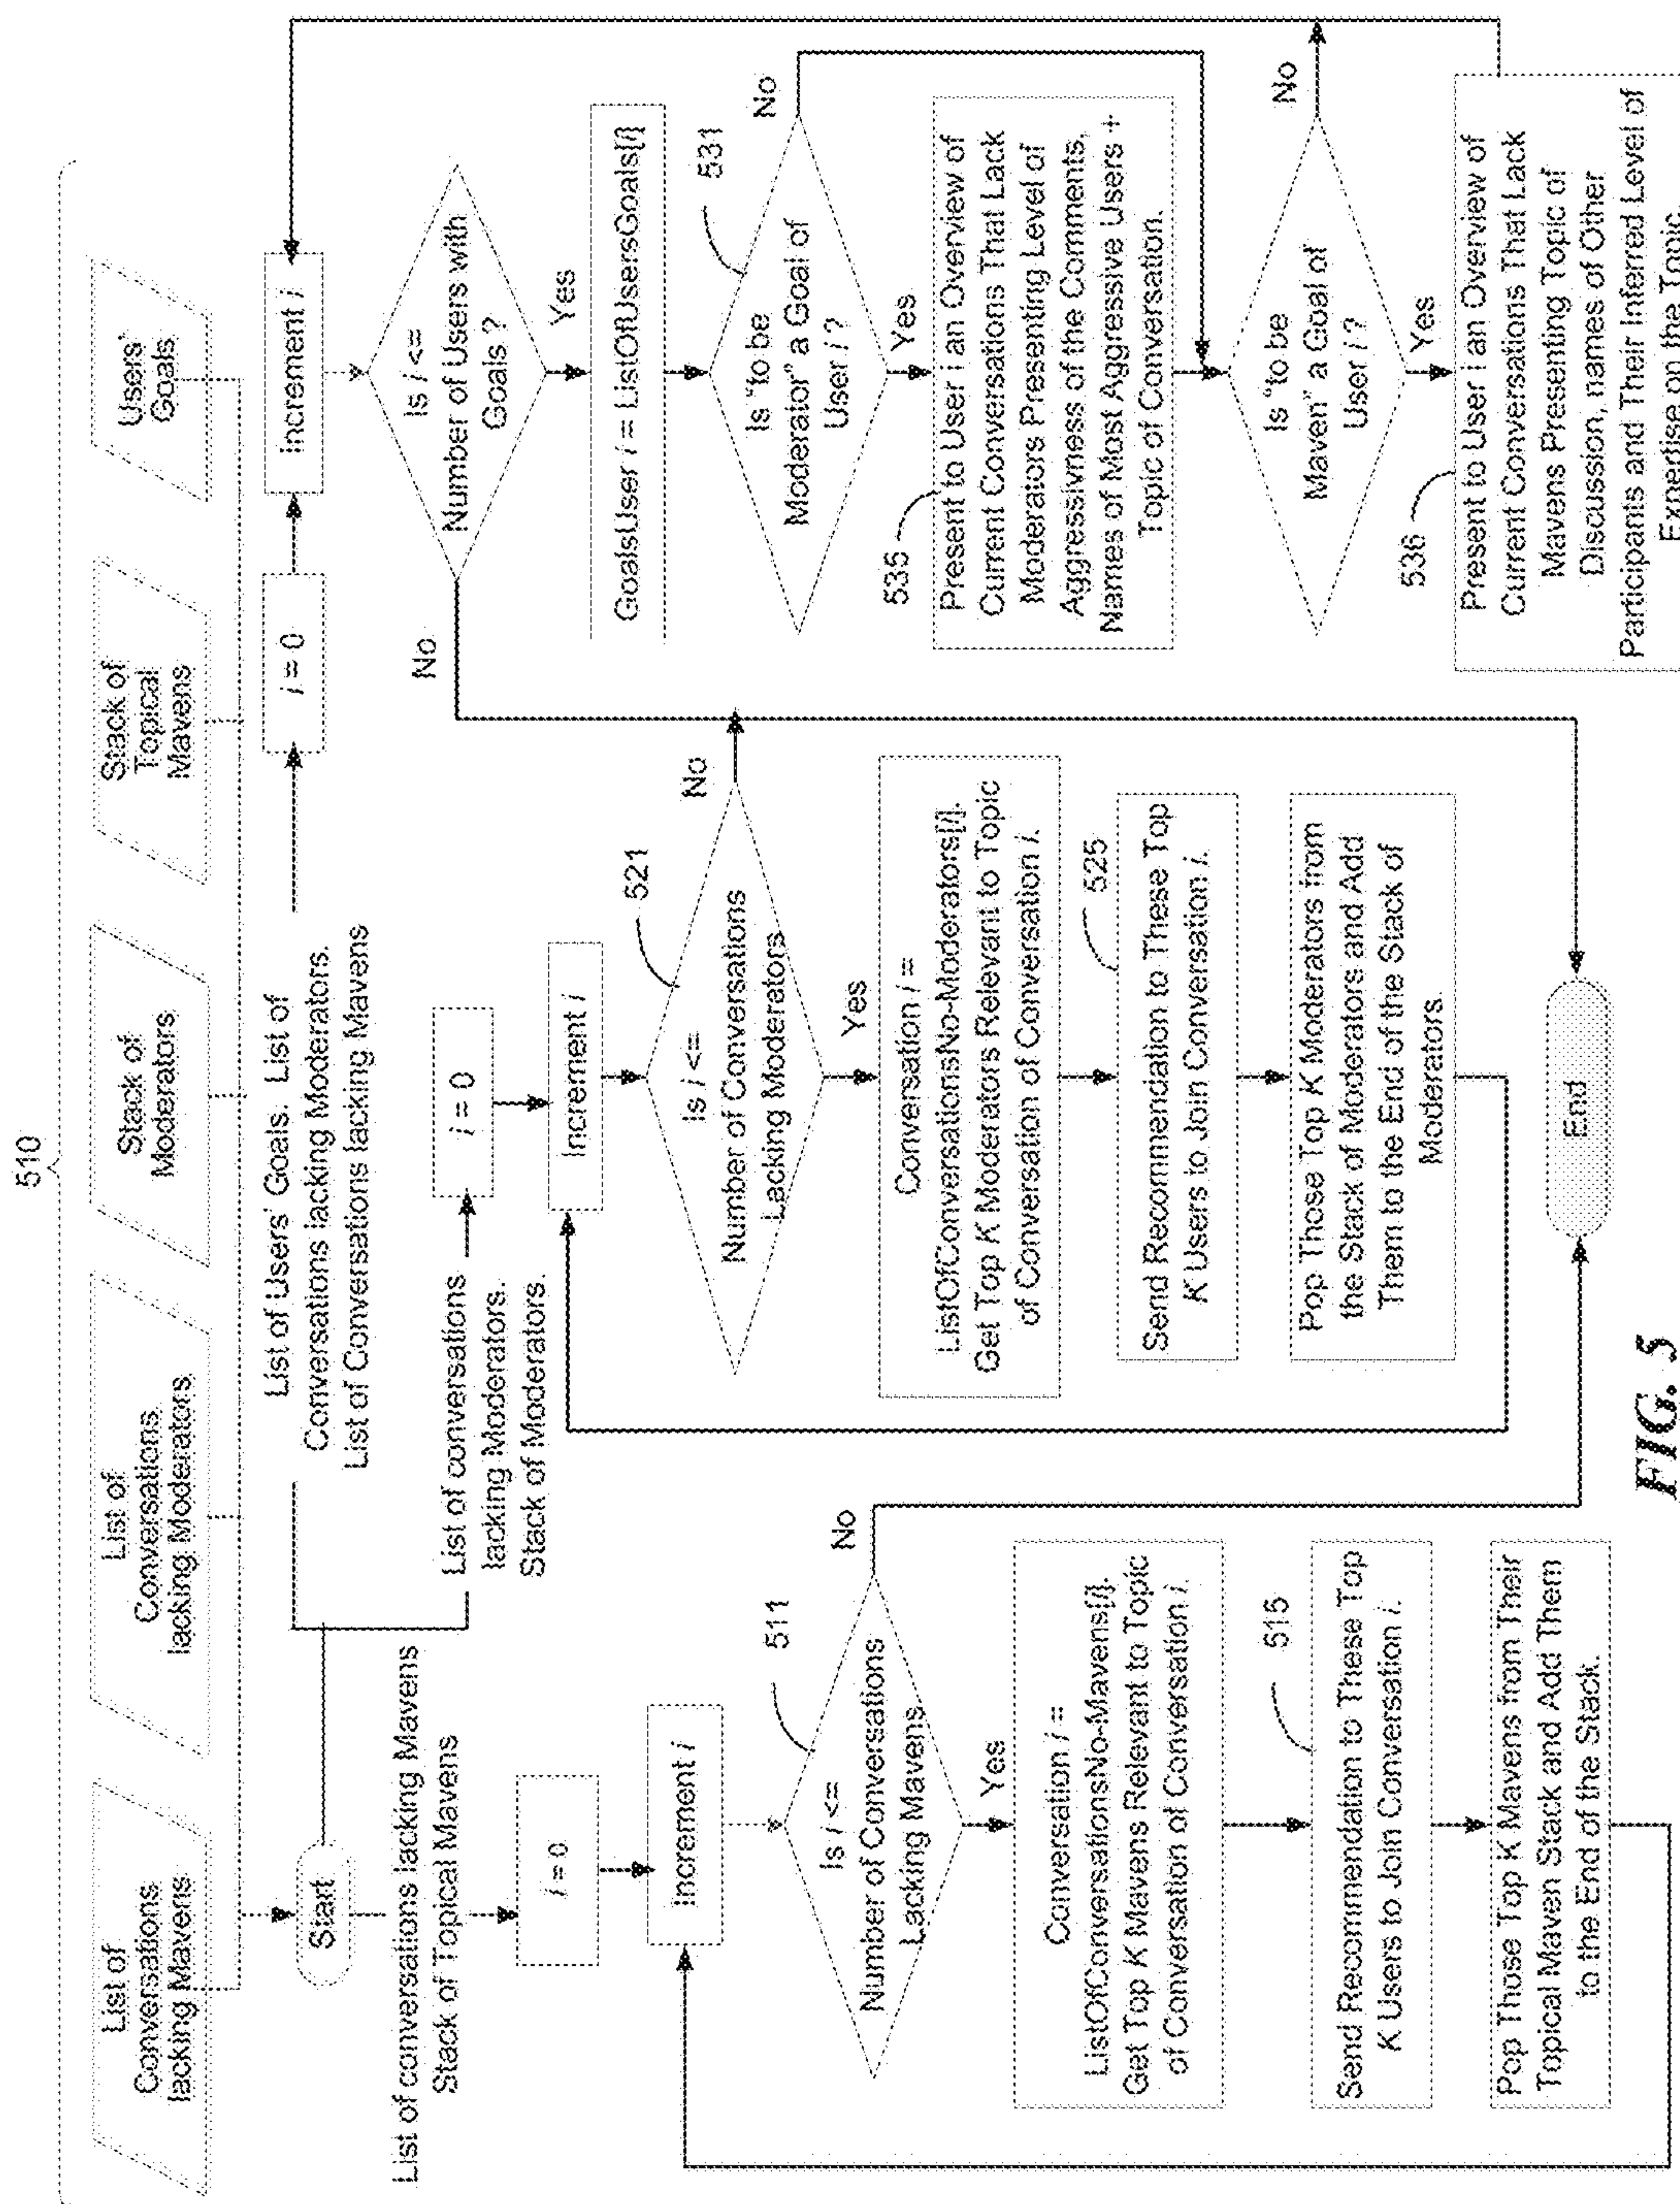 510
List of
Conversations
lacking Mavens
List of
Conversations
lacking Moderators
Stack of
Moderators
Stack of
Topical
Mavens
Users'
Goals
Start
List of conversations lacking Mavens
Stack of Topical Mavens
i = 0
Increment i
511
Is i <=
Number of Conversations
Lacking Mavens
No
Yes
Conversation i =
ListOfConversationsNo-Mavens[i].
Get Top K Mavens Relevant to Topic
of Conversation of Conversation i.
515
Send Recommendation to These Top
K Users to Join Conversation i.
Pop Those Top K Mavens from Their
Topical Maven Stack and Add Them
to the End of the Stack.
List of conversations
lacking Moderators.
Stack of Moderators.
i = 0
Increment i
521
Is i <=
Number of Conversations
Lacking Moderators
No
Yes
Conversation i =
ListOfConversationsNo-Moderators[i].
Get Top K Moderators Relevant to Topic
of Conversation of Conversation i.
525
Send Recommendation to These Top
K Users to Join Conversation i.
Pop Those Top K Moderators from
the Stack of Moderators and Add
Them to the End of the Stack of
Moderators.
List of Users' Goals. List of
Conversations lacking Moderators.
List of Conversations lacking Mavens
i = 0
Increment i
Is i <=
Number of Users with
Goals ?
No
Yes
GoalsUser i = ListOfUsersGoals[i]
531
Is "to be
Moderator" a Goal of
User i ?
No
Yes
535
Present to User i an Overview of
Current Conversations That Lack
Moderators Presenting Level of
Aggressivness of the Comments,
Names of Most Aggressive Users +
Topic of Conversation.
Is "to be
Maven" a Goal of
User i ?
No
Yes
536
Present to User i an Overview of
Current Conversations That Lack
Mavens Presenting Topic of
Discussion, names of Other
Participants and Their Inferred Level of
Expertise on the Topic.
End
FIG. 5